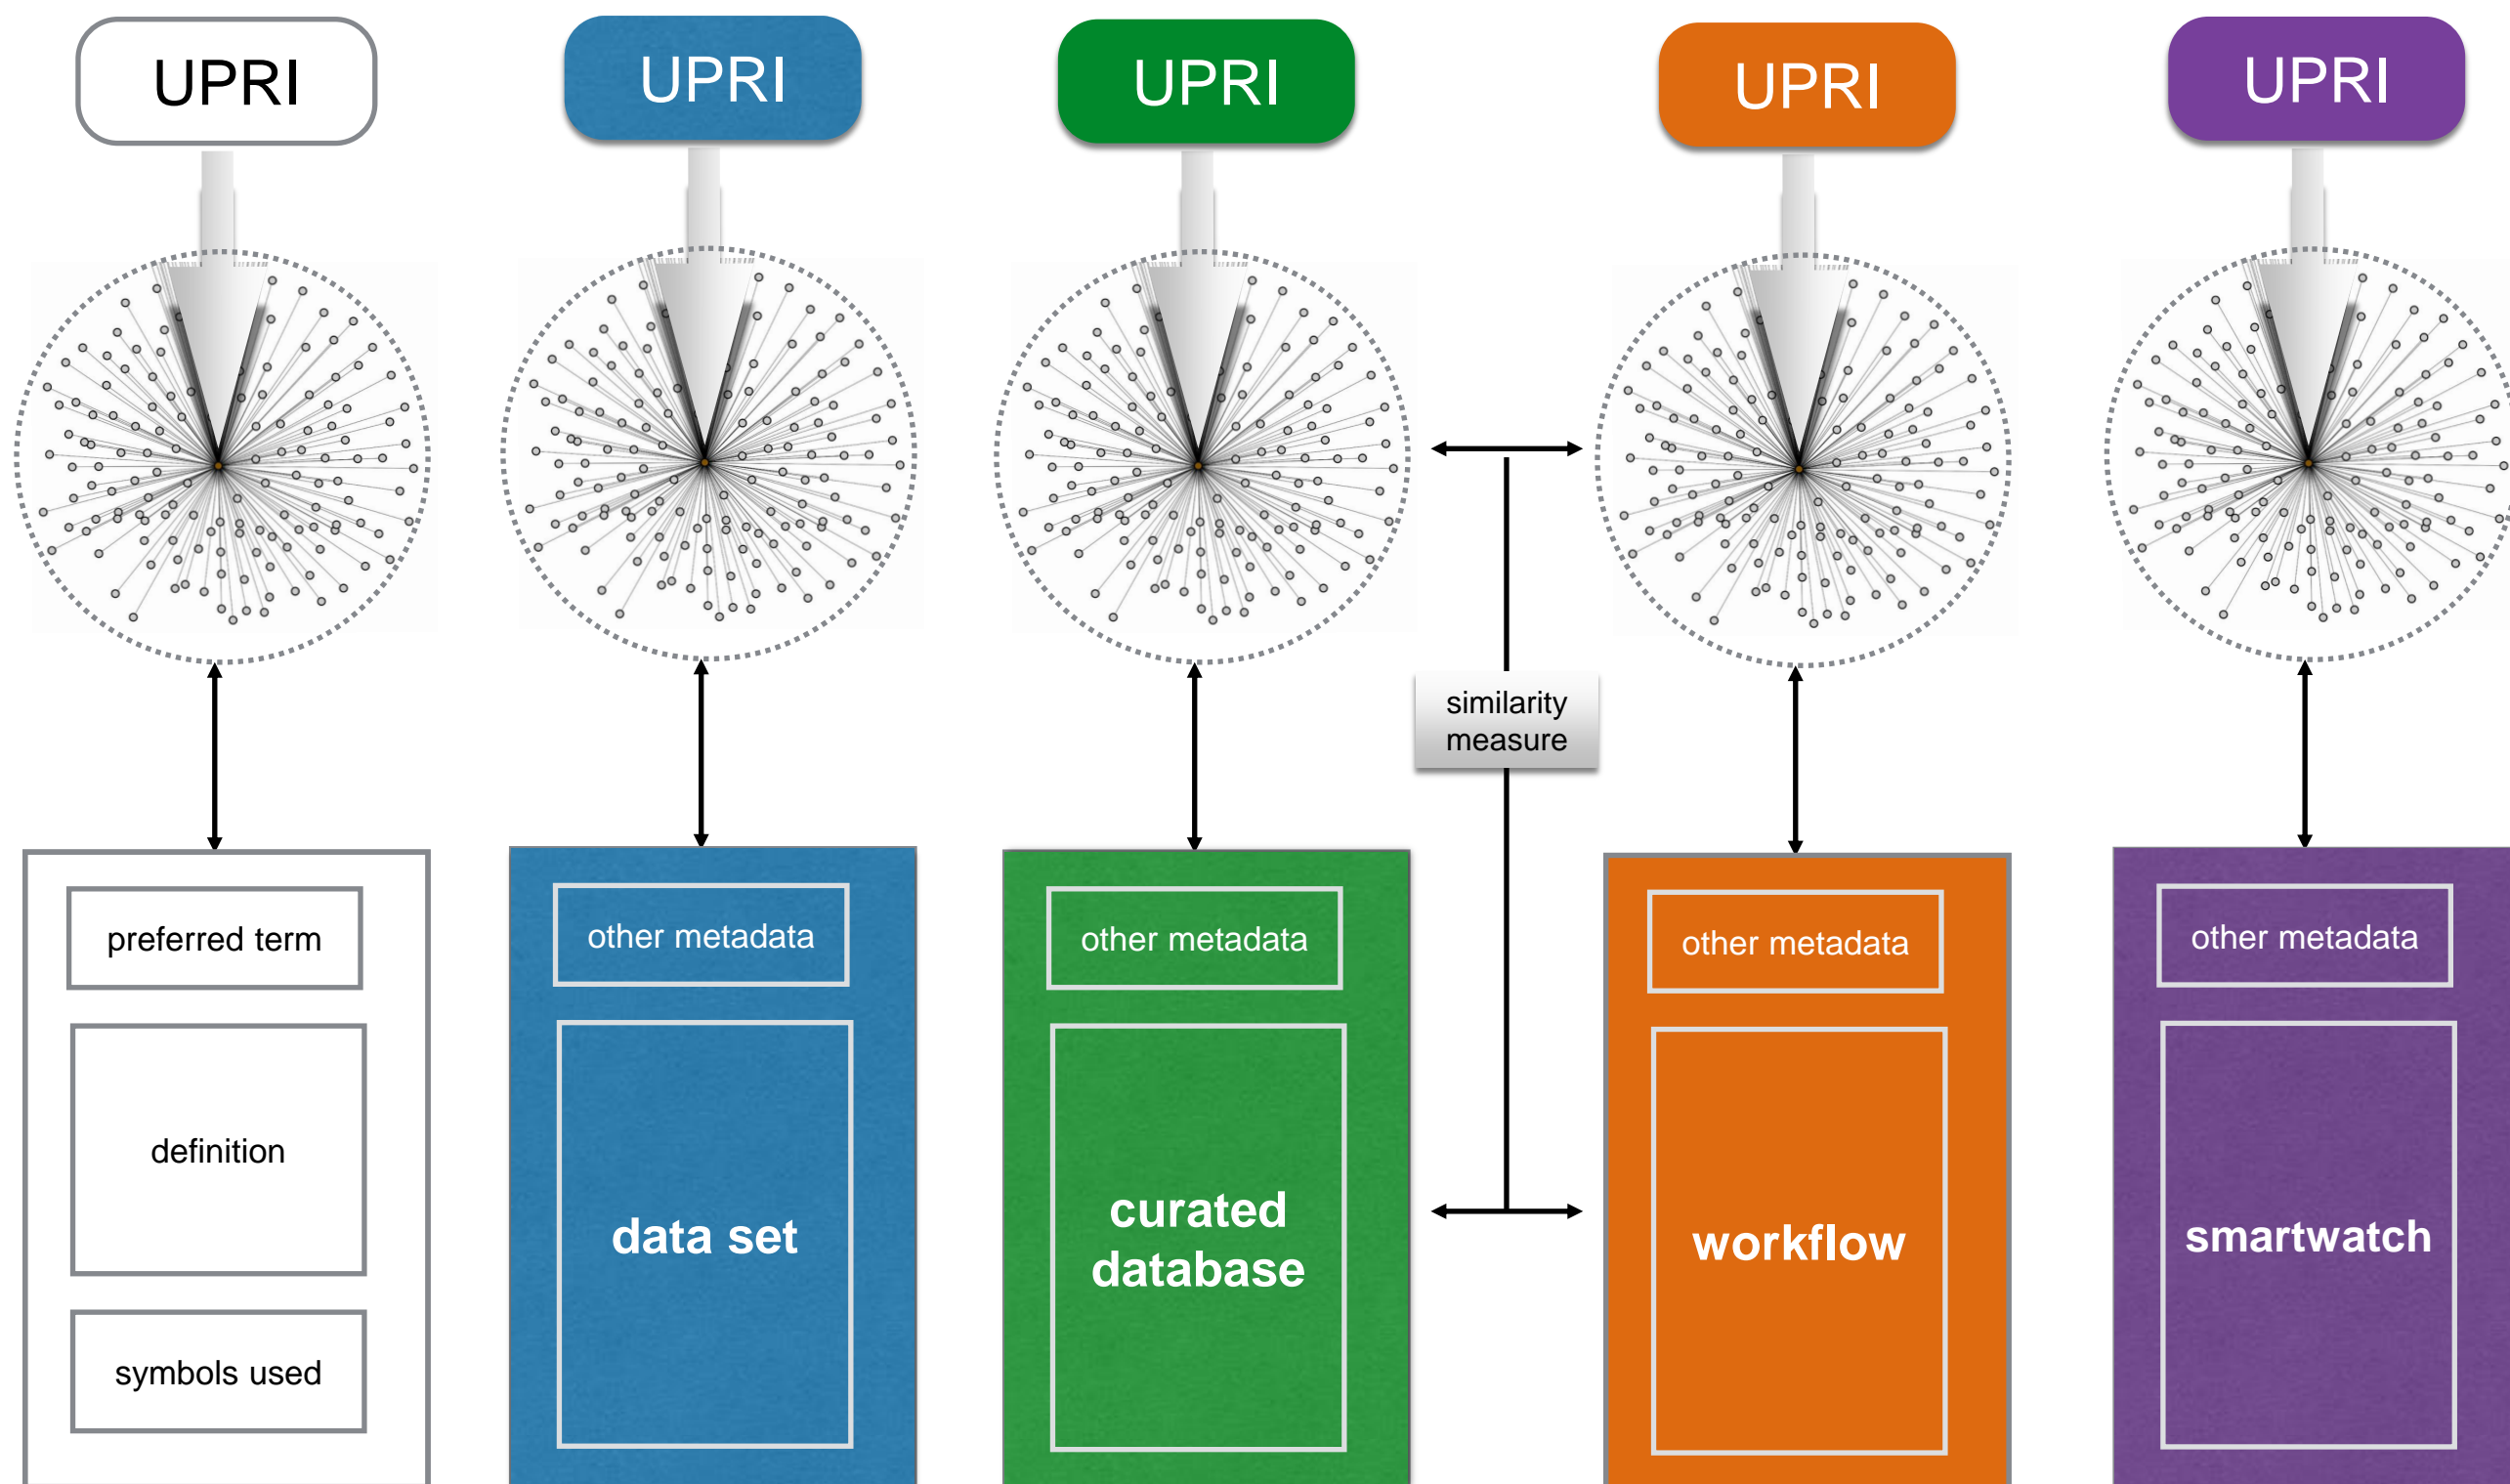 UPRI
UPRI
UPRI
UPRI
UPRI
similarity
measure
preferred term
definition
symbols used
other metadata
data set
other metadata
curated
database
other metadata
workflow
other metadata
smartwatch